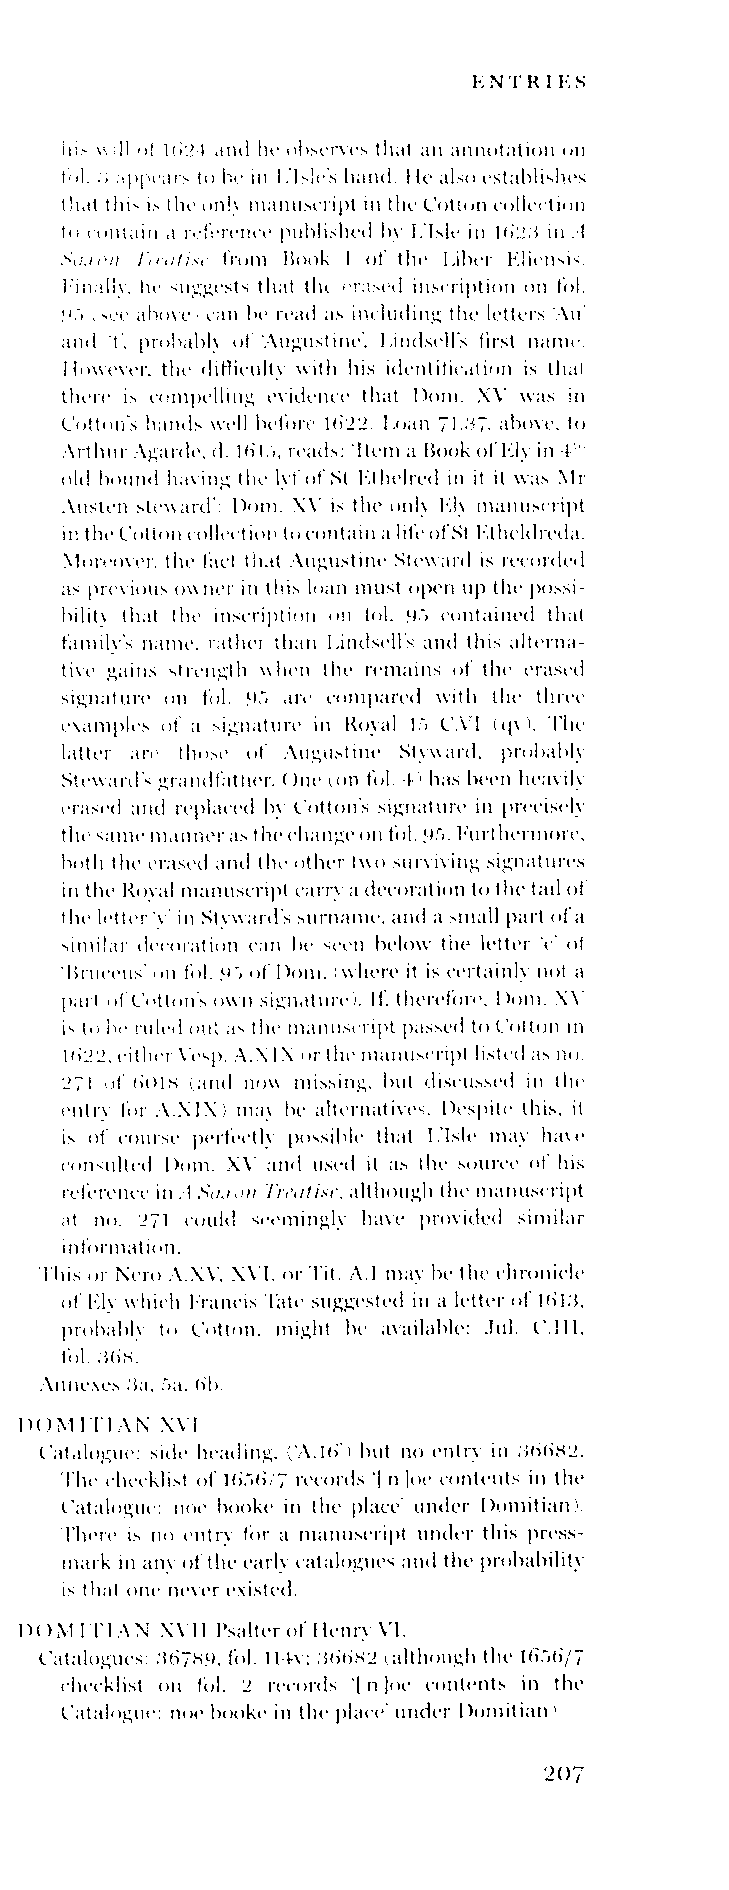 ENTRIES
his will of 1624 and he observes that an annotation on
fol. 3 appears to be in L'Isle's hand. He also establishes
that this is the only manuscript in the Cotton collection
to contain a reference published by L'Isle in 1623 in A
Saxon Treatise from Book I of the Liber Eliensis.
Finally, he suggests that the erased inscription on fol.
95 (see above) can be read as including the letters 'Au'
and 't', probably of 'Augustine', Lindsell's first name.
However, the difficulty with his identification is that
there is compelling evidence that Dom. XV was in
Cotton's hands well before 1622. Loan 71.37, above, to
Arthur Agarde, d. 1615, reads: 'Item a Book of Ely in 4to
old bound having the lyf of St Ethelred in it it was Mr
Austen steward': Dom. XV is the only Ely manuscript
in the Cotton collection to contain a life of St Etheldreda.
Moreover, the fact that Augustine Steward is recorded
as previous owner in this loan must open up the possi-
bility that the inscription on fol. 95 contained that
family's name, rather than Lindsell's and this alterna-
tive gains strength when the remains of the erased
signature on fol. 95 are compared with the three
examples of a signature in Royal 15 C.VI (qv). The
latter are those of Augustine Styward, probably
Steward's grandfather. One (on fol. 4) has been heavily
erased and replaced by Cotton's signature in precisely
the same manner as the change on fol. 95. Furthermore,
both the erased and the other two surviving signatures
in the Royal manuscript carry a decoration to the tail of
the letter 'y' in Styward's surname, and a small part of a
similar decoration can be seen below the letter 'c' of
'Bruceus' on fol. 95 of Dom. (where it is certainly not a
part of Cotton's own signature). If, therefore, Dom. XV
is to be ruled out as the manuscript passed to Cotton in
1622, either Vesp. A.XIX or the manuscript listed as no.
271 of 6018 (and now missing, but discussed in the
entry for A.XIX) may be alternatives. Despite this, it
is of course perfectly possible that L'Isle may have
consulted Dom. XV and used it as the source of his
reference in A Saxon Treatise, although the manuscript
at no. 271 could seemingly have provided similar
information.
This or Nero A.XV, XVI, or Tit. A.I may be the chronicle
of Ely which Francis Tate suggested in a letter of 1613,
probably to Cotton, might be available: Jul. C.III,
fol. 368.
Annexes 3a, 5a, 6b.
DOMITIAN XVI
Catalogue: side heading, ('A.16') but no entry in 36682.
The checklist of 1656/7 records '[n]oe contents in the
Catalogue: noe booke in the place' under Domitian).
There is no entry for a manuscript under this press-
mark in any of the early catalogues and the probability
is that one never existed.
DOMITIAN XVII Psalter of Henry VI.
Catalogues: 36789, fol. 114v; 36682 (although the 1656/7
checklist on fol. 2 records '[n]oe contents in the
Catalogue: noe booke in the place' under Domitian)
207